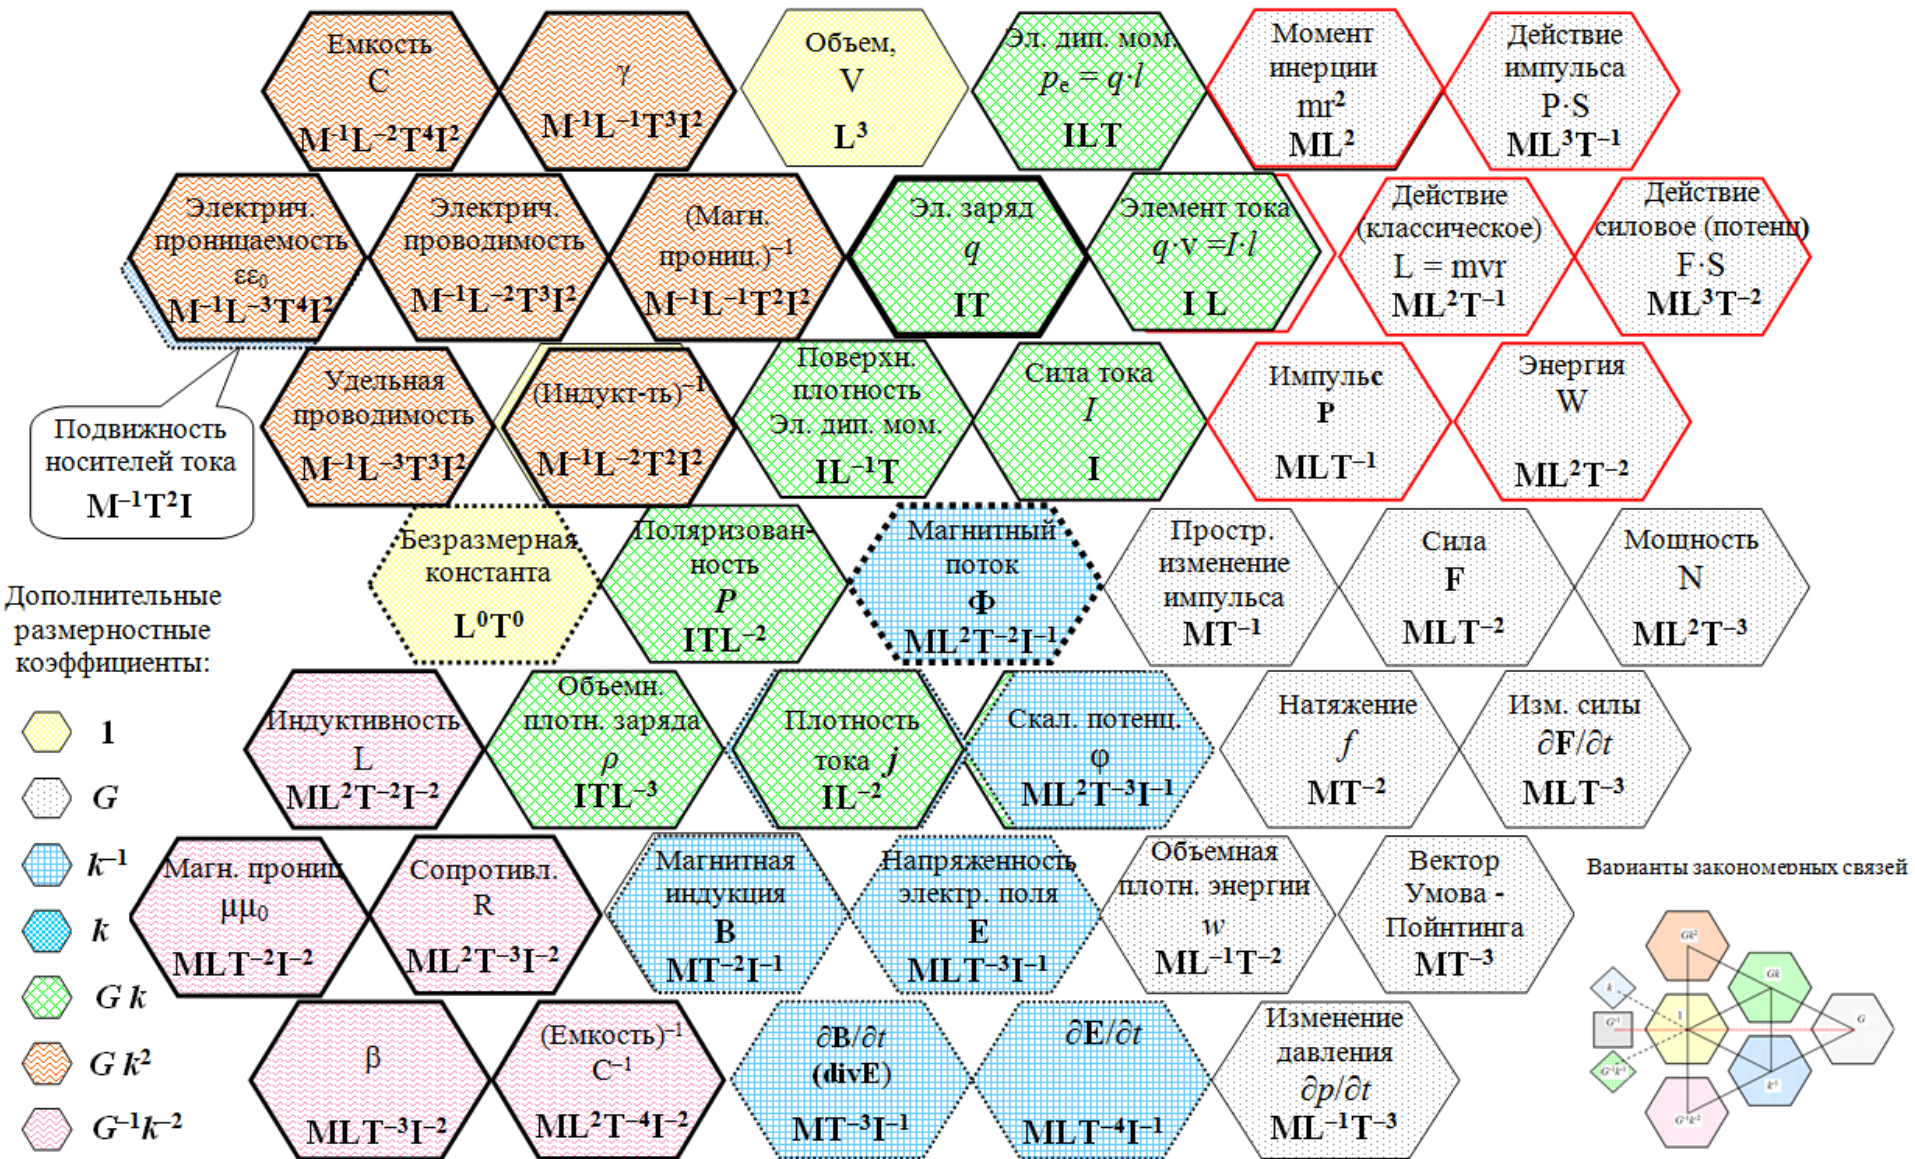 Емкость
C
M⁻¹L⁻²T⁴I²
γ
M⁻¹L⁻¹T³I²
Объем,
V
L³
Эл. дип. мом.
pₑ = q·l
ILT
Момент
инерции
mr²
ML²
Действие
импульса
P·S
ML³T⁻¹
Электрич.
проницаемость
εε₀
M⁻¹L⁻³T⁴I²
Электрич.
проводимость
M⁻¹L⁻²T³I²
(Магн.
прониц.)⁻¹
M⁻¹L⁻¹T²I²
Эл. заряд
q
IT
Элемент тока
q·v =I·l
I L
Действие
(классическое)
L = mvr
ML²T⁻¹
Действие
силовое (потенц)
F·S
ML³T⁻²
Удельная
проводимость
M⁻¹L⁻³T³I²
(Индукт-ть)⁻¹
M⁻¹L⁻²T²I²
Поверхн.
плотность
Эл. дип. мом.
IL⁻¹T
Сила тока
I
I
Импульс
P
MLT⁻¹
Энергия
W
ML²T⁻²
Подвижность
носителей тока
M⁻¹T²I
Безразмерная
константа
L⁰T⁰
Поляризован-
ность
P
ITL⁻²
Магнитный
поток
Φ
ML²T⁻²I⁻¹
Простр.
изменение
импульса
MT⁻¹
Сила
F
MLT⁻²
Мощность
N
ML²T⁻³
Дополнительные
размерностные
коэффициенты:
1
G
k⁻¹
k
G k
G k²
G⁻¹k⁻²
Индуктивность
L
ML²T⁻²I⁻²
Объемн.
плотн. заряда
ρ
ITL⁻³
Плотность
тока j
IL⁻²
Скал. потенц.
φ
ML²T⁻³I⁻¹
Натяжение
f
MT⁻²
Изм. силы
∂F/∂t
MLT⁻³
Магн. прониц
μμ₀
MLT⁻²I⁻²
Сопротивл.
R
ML²T⁻³I⁻²
Магнитная
индукция
B
MT⁻²I⁻¹
Напряженность
электр. поля
E
MLT⁻³I⁻¹
Объемная
плотн. энергии
w
ML⁻¹T⁻²
Вектор
Умова -
Пойнтинга
MT⁻³
β
MLT⁻³I⁻²
(Емкость)⁻¹
C⁻¹
ML²T⁻⁴I⁻²
∂B/∂t
(divE)
MT⁻³I⁻¹
∂E/∂t
MLT⁻⁴I⁻¹
Изменение
давления
∂p/∂t
ML⁻¹T⁻³
Варианты закономерных связей
Gk²
Gk
k
1
G⁻¹
G
G⁻¹k⁻¹
k⁻¹
G⁻¹k⁻²